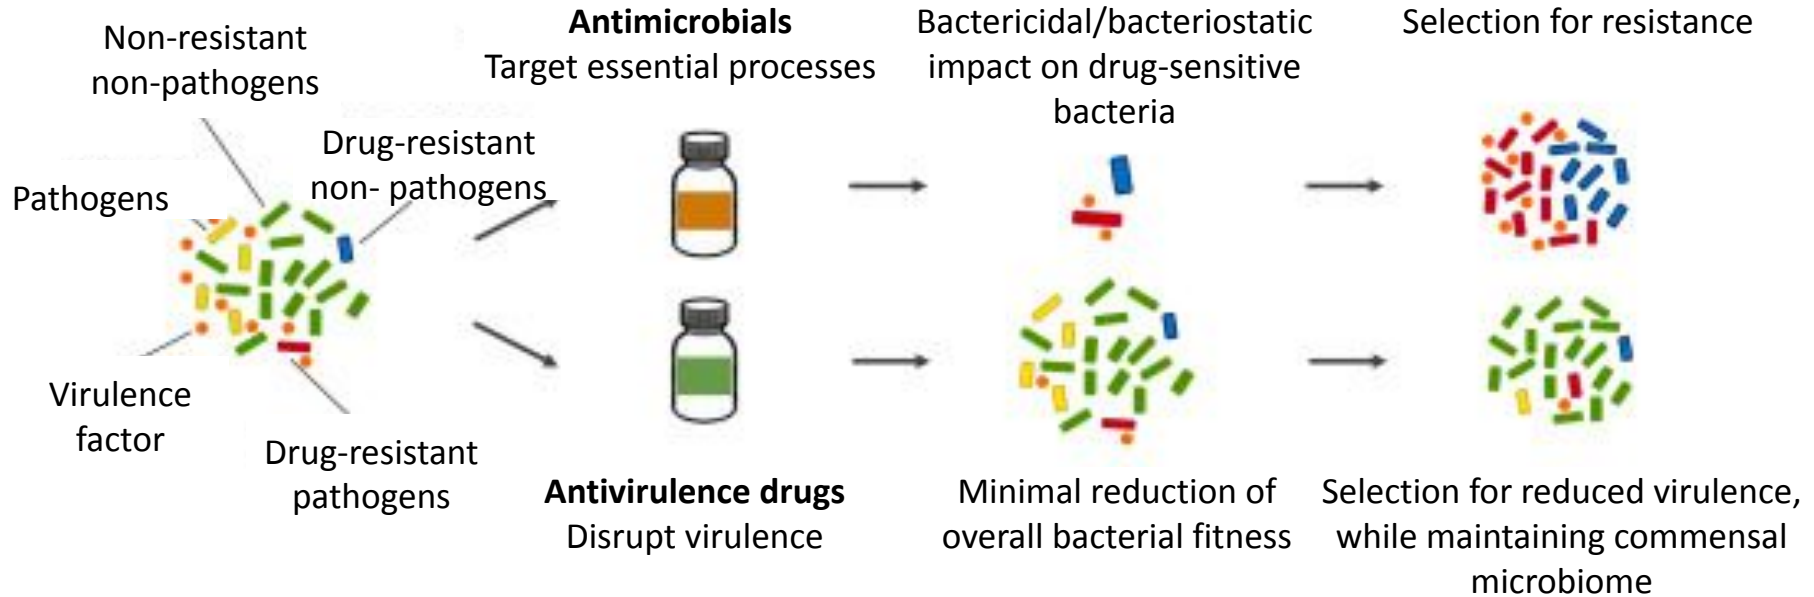 Non-resistant
non-pathogens
Pathogens
Drug-resistant
non- pathogens
Virulence
factor
Drug-resistant
pathogens
Antimicrobials
Target essential processes
Bactericidal/bacteriostatic
impact on drug-sensitive
bacteria
Selection for resistance
Antivirulence drugs
Disrupt virulence
Minimal reduction of
overall bacterial fitness
Selection for reduced virulence,
while maintaining commensal
microbiome